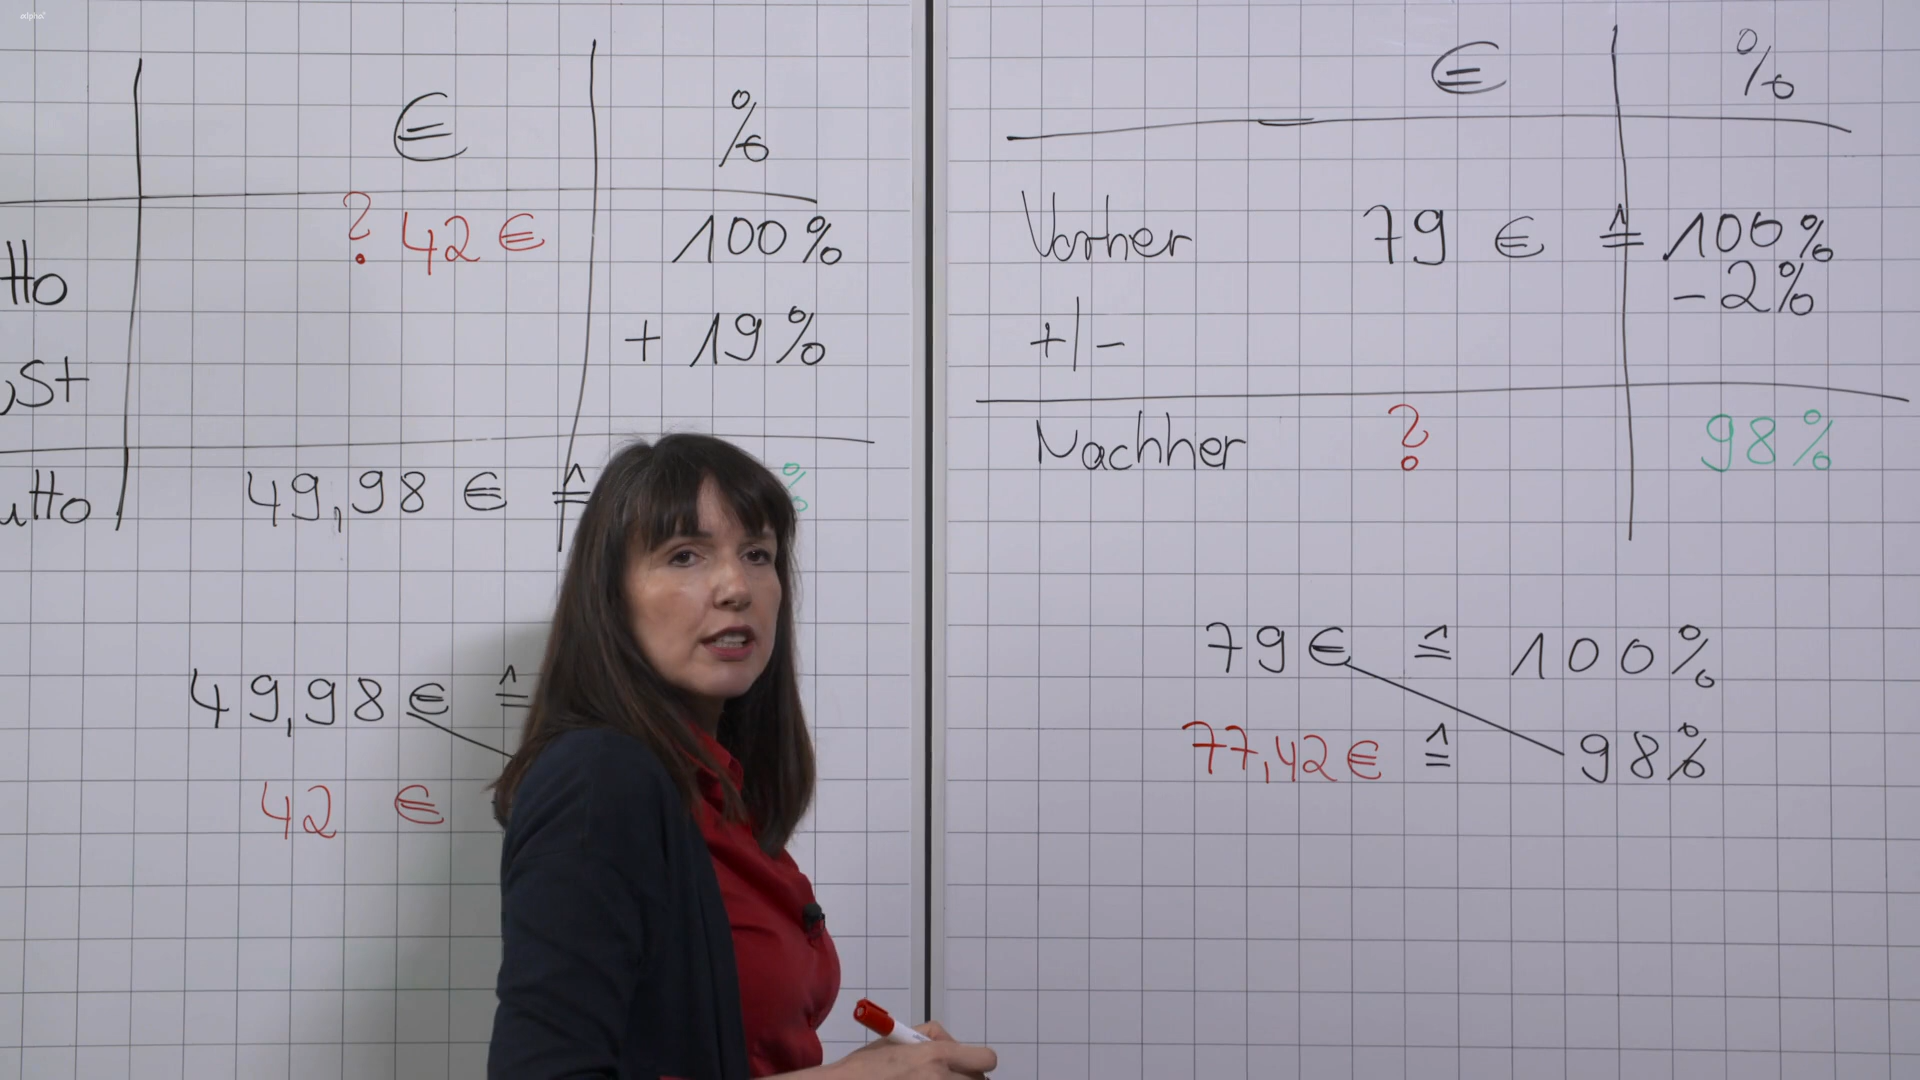 alpha
€ %
? 42 € 100 %
tto
+ 19 %
,St
utto 49,98 € ≙ %
49,98 € ≙
42 €
€ %
Vorher 79 € ≙ 100 %
- 2 %
+/-
Nachher ? 98 %
79 € ≙ 100 %
77,42 € ≙ 98 %